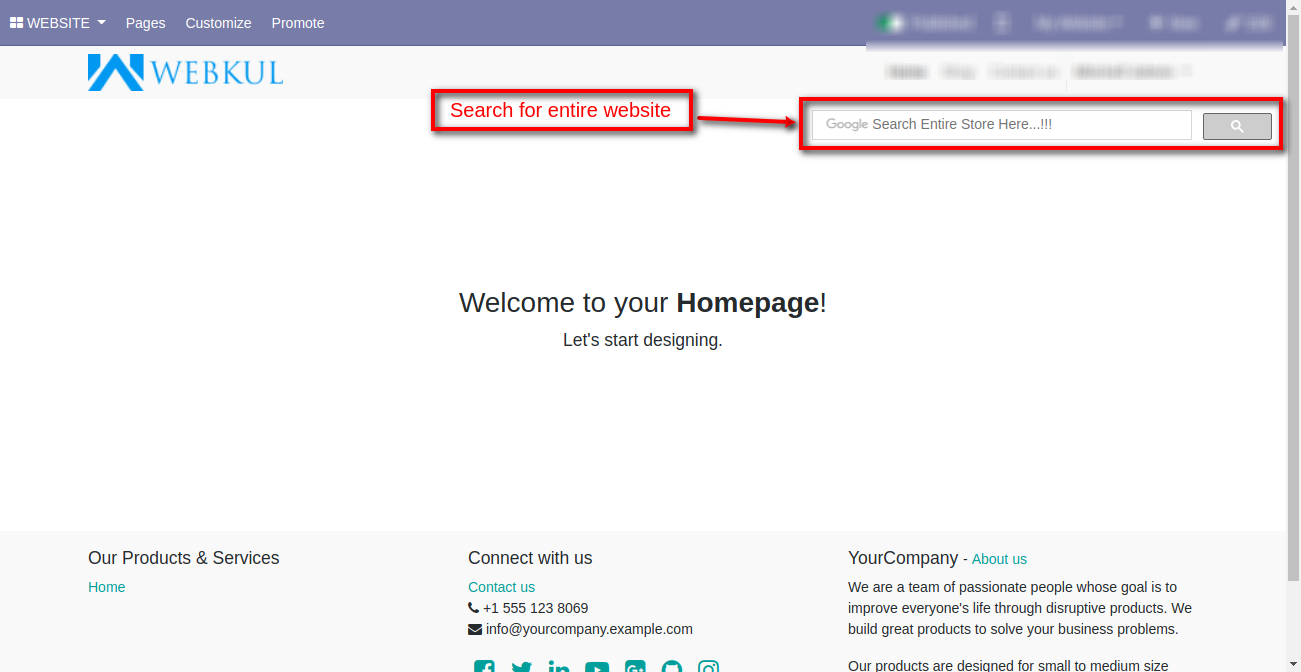 WEBSITE Pages Customize Promote
WEBKUL
Search for entire website
Google Search Entire Store Here...!!!
Welcome to your Homepage!
Let's start designing.
Our Products & Services
Home
Connect with us
Contact us
+1 555 123 8069
info@yourcompany.example.com
YourCompany - About us
We are a team of passionate people whose goal is to
improve everyone's life through disruptive products. We
build great products to solve your business problems.
Our products are designed for small to medium size